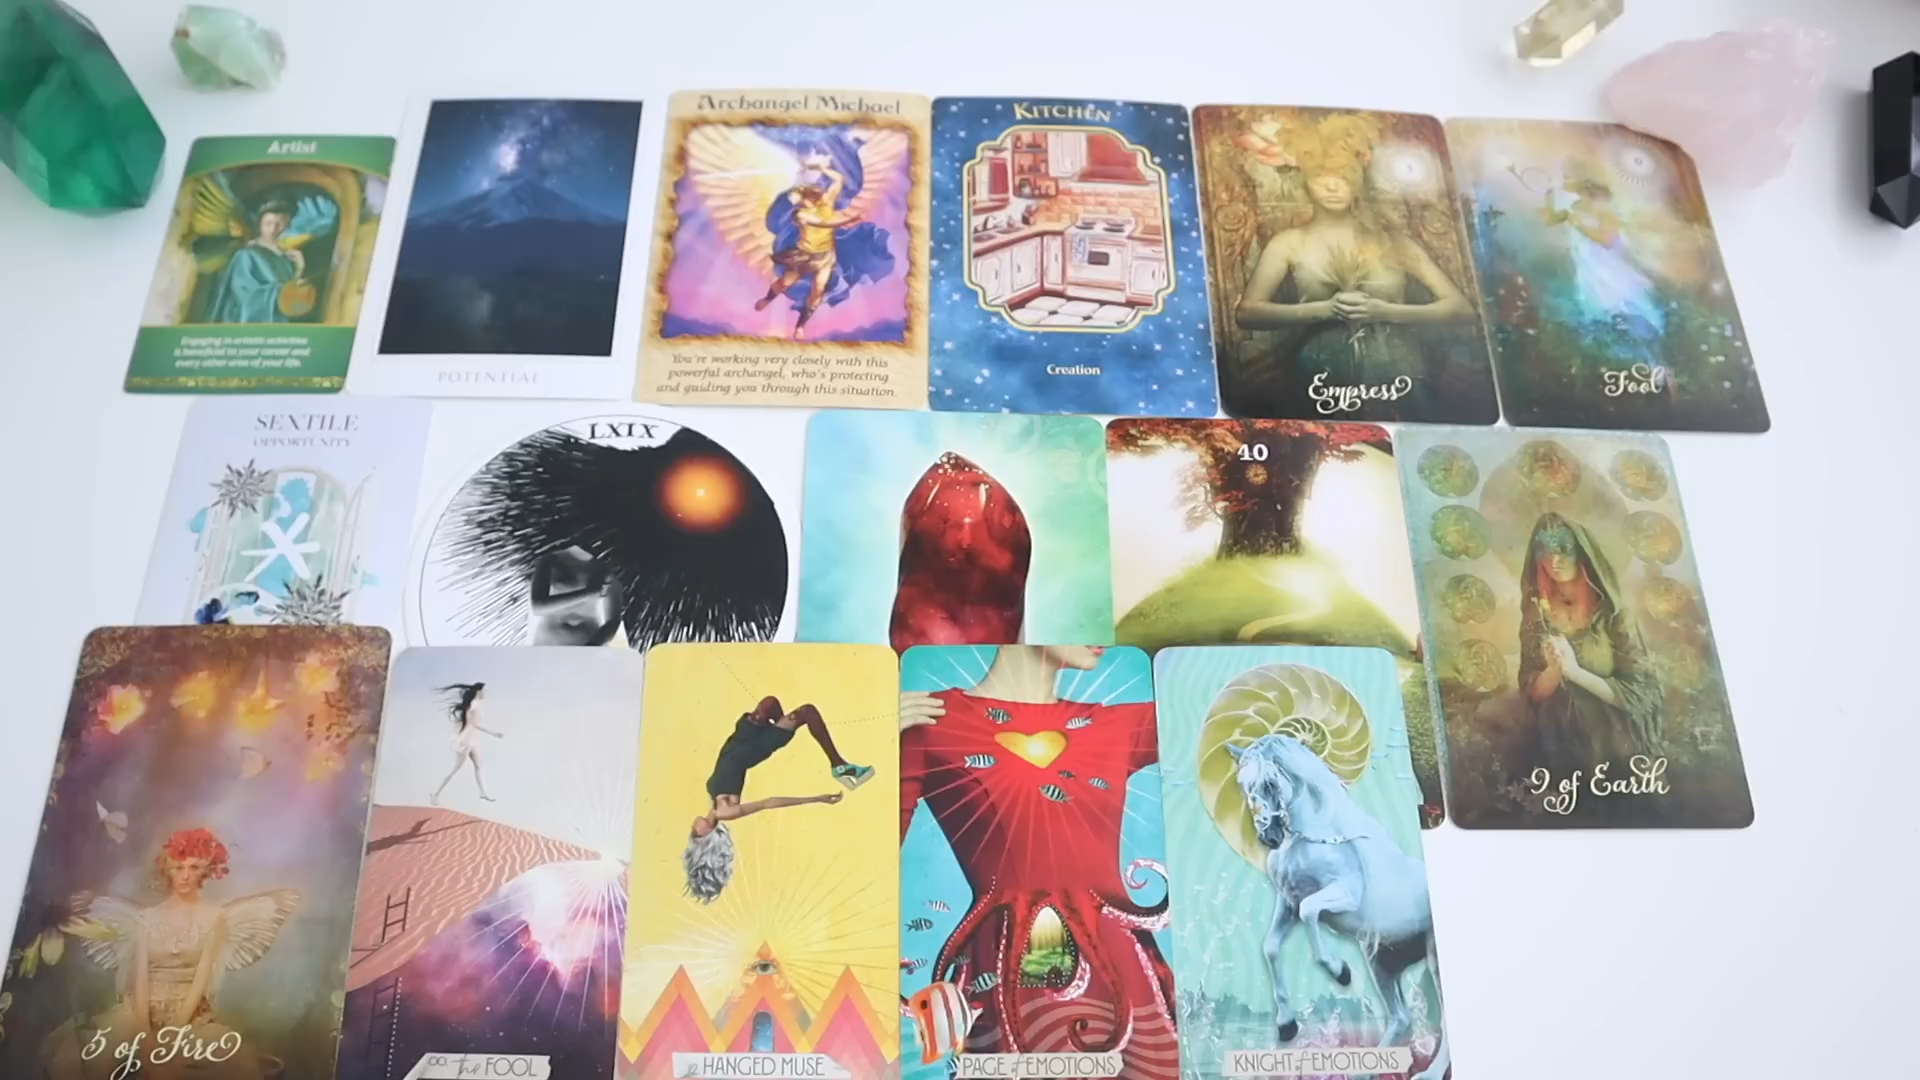 Artist
Engaging in artistic activities
is beneficial to your career and
every other area of your life.
POTENTIAL
Archangel Michael
You're working very closely with this
powerful archangel, who's protecting
and guiding you through this situation.
KITCHEN
Creation
Empress
3
Fool
0
SEXTILE
OPPORTUNITY
LXIX
40
9 of Earth
5 of Fire
the FOOL
HANGED MUSE
PAGE of EMOTIONS
KNIGHT of EMOTIONS